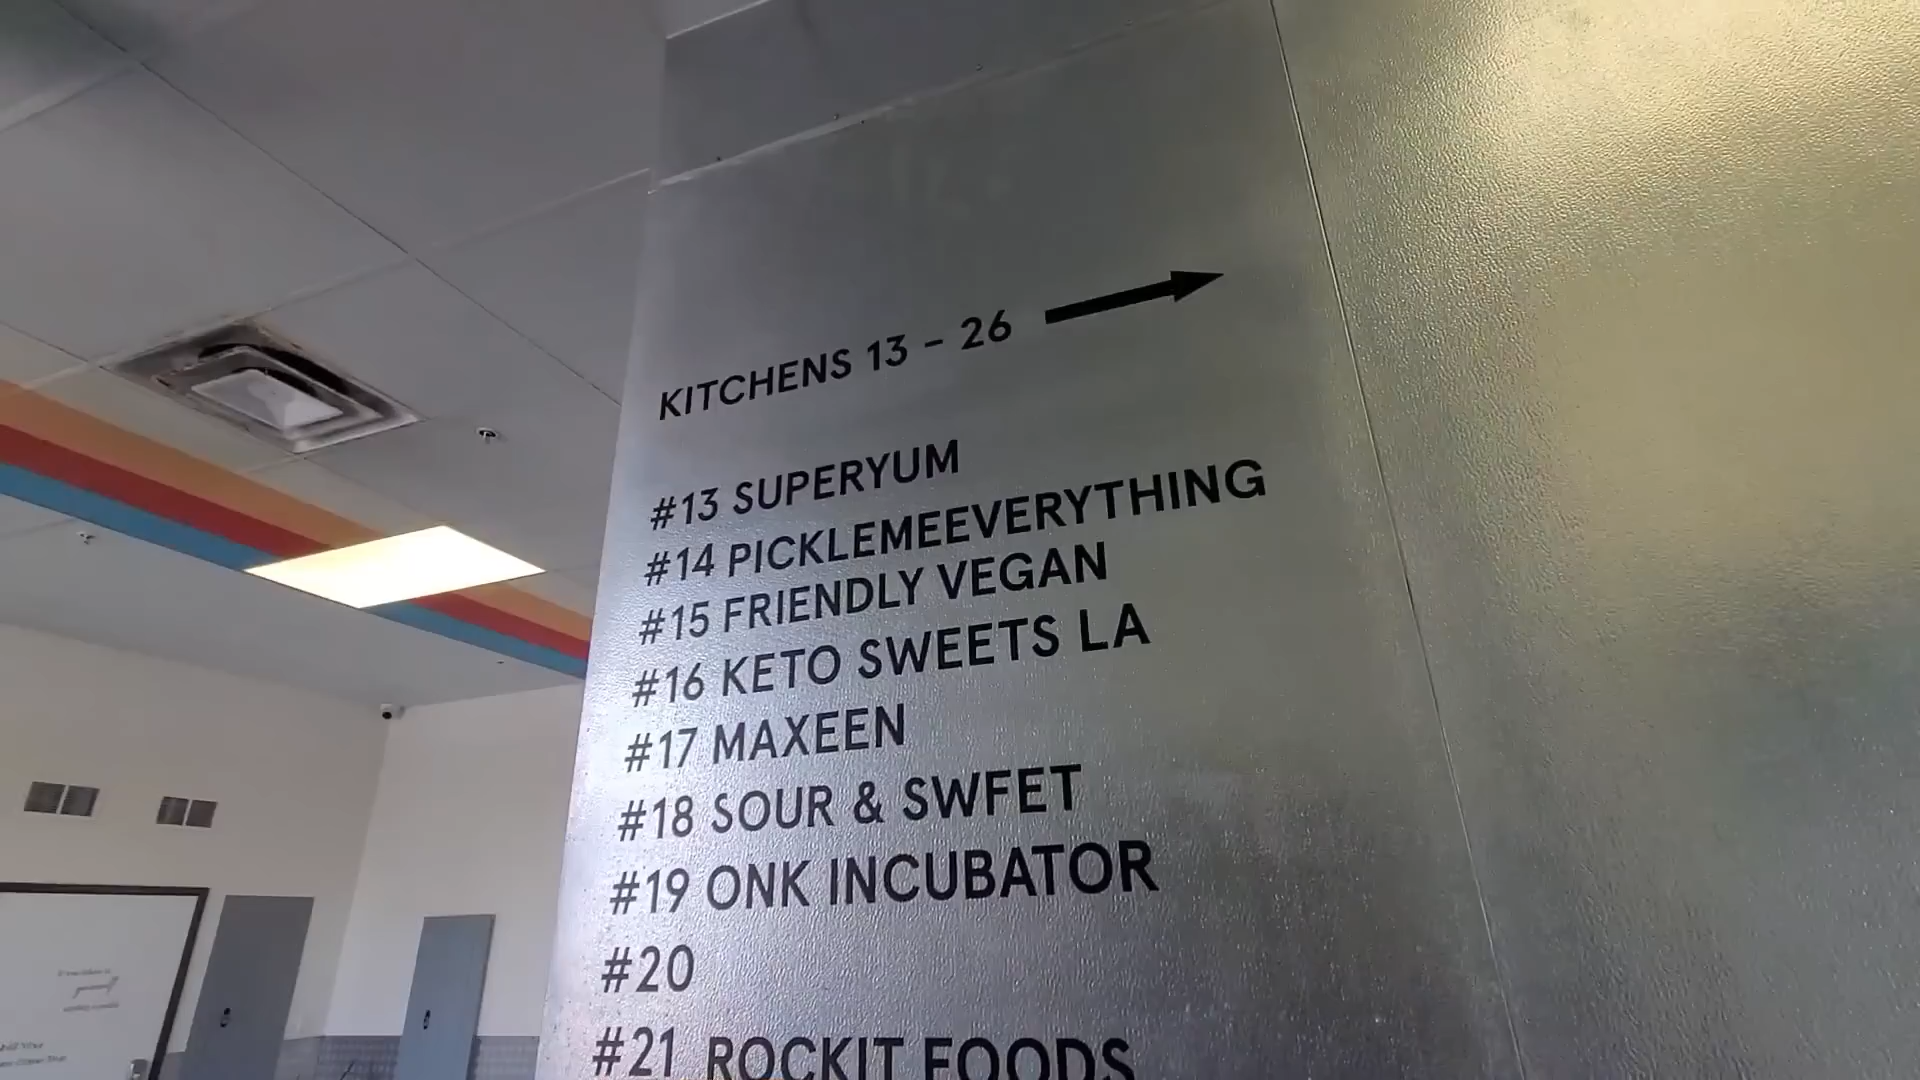 KITCHENS 13 - 26
#13 SUPERYUM
#14 PICKLEMEEVERYTHING
#15 FRIENDLY VEGAN
#16 KETO SWEETS LA
#17 MAXEEN
#18 SOUR & SWFET
#19 ONK INCUBATOR
#20
#21 ROCKIT FOODS